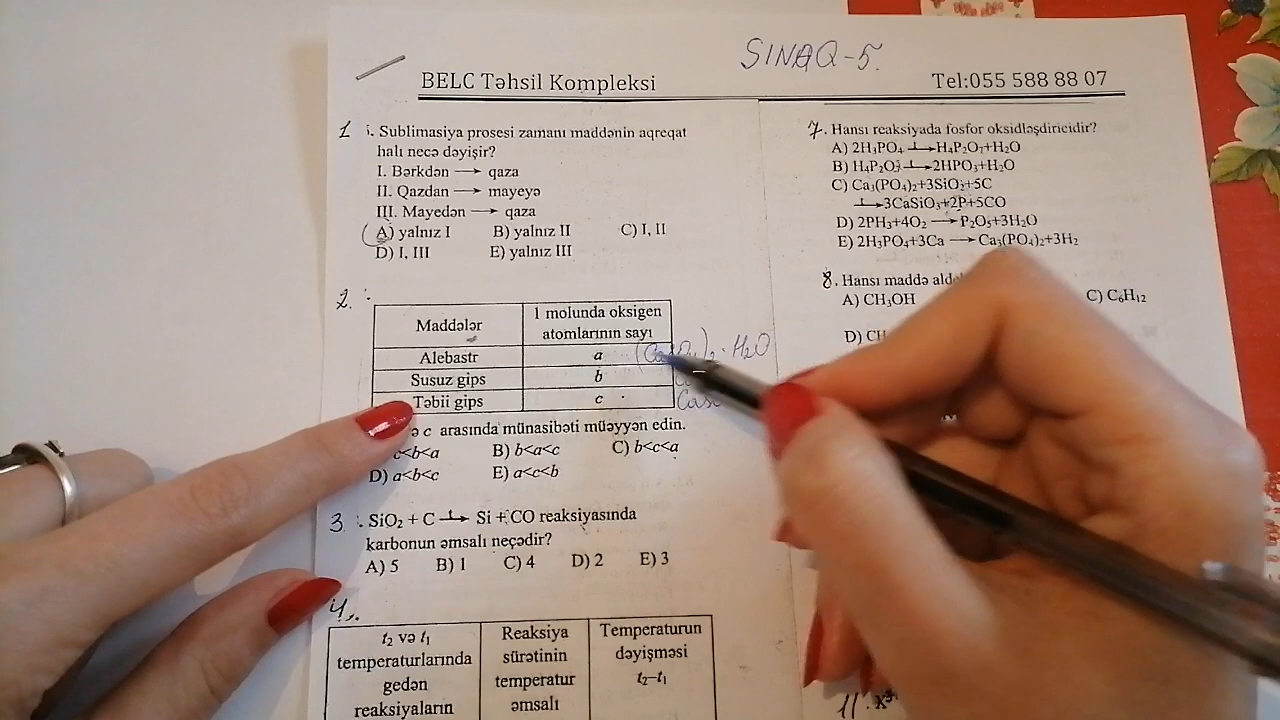 SINAQ-5.
BELC Təhsil Kompleksi Tel:055 588 88 07
1. Sublimasiya prosesi zamanı maddənin aqreqat
halı necə dəyişir?
I. Bərkdən → qaza
II. Qazdan → mayeyə
III. Mayedən → qaza
A) yalnız I B) yalnız II C) I, II
D) I, III E) yalnız III
2.
Maddələr 1 molunda oksigen
atomlarının sayı
Alebastr a (CaSO₄)₂·H₂O
Susuz gips b
Təbii gips c
ə c arasında münasibəti müəyyən edin.
c<b<a B) b<a<c C) b<c<a
D) a<b<c E) a<c<b
3. SiO₂ + C →t Si + CO reaksiyasında
karbonun əmsalı neçədir?
A) 5 B) 1 C) 4 D) 2 E) 3
4.
t₂ və t₁
temperaturlarında
gedən
reaksiyaların
Reaksiya
sürətinin
temperatur
əmsalı
Temperaturun
dəyişməsi
t₂–t₁
7. Hansı reaksiyada fosfor oksidləşdiricidir?
A) 2H₃PO₄ →t H₄P₂O₇+H₂O
B) H₄P₂O₇ →t 2HPO₃+H₂O
C) Ca₃(PO₄)₂+3SiO₂+5C
→t 3CaSiO₃+2P+5CO
D) 2PH₃+4O₂ → P₂O₅+3H₂O
E) 2H₃PO₄+3Ca → Ca₃(PO₄)₂+3H₂
8. Hansı maddə
A) CH₃OH C) C₆H₁₂
D)
11.